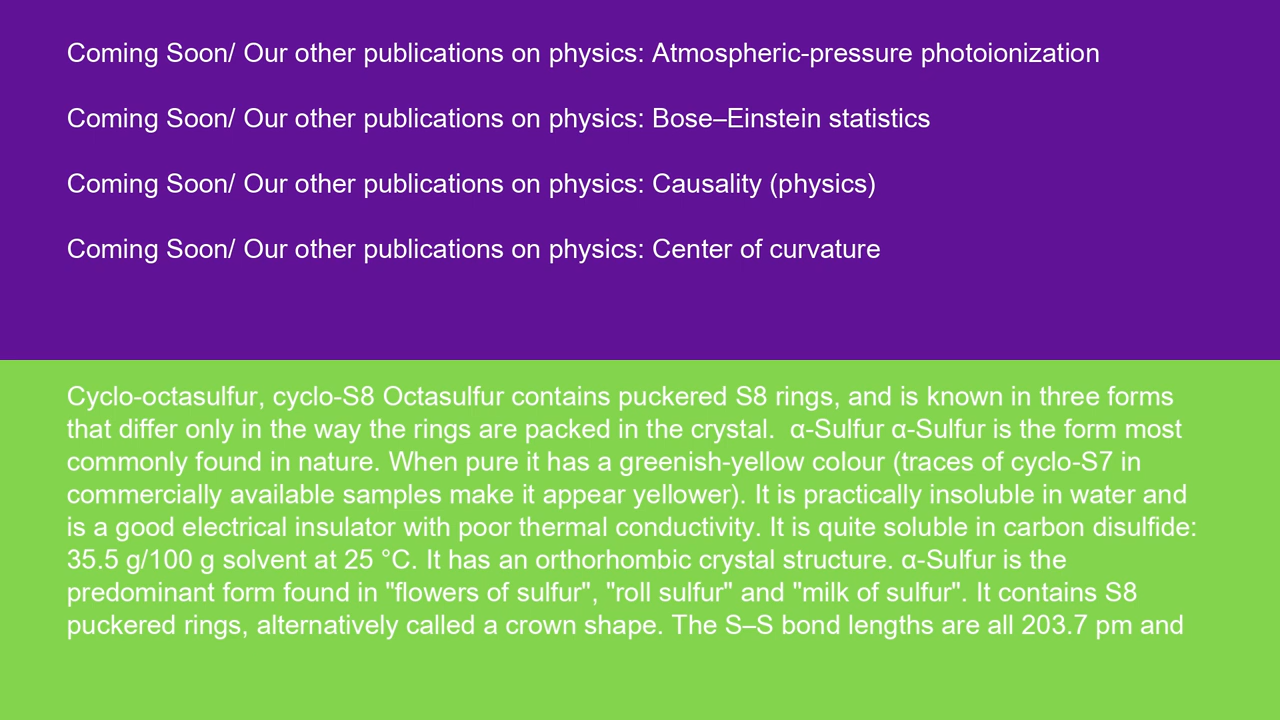 Coming Soon/ Our other publications on physics: Atmospheric-pressure photoionization
Coming Soon/ Our other publications on physics: Bose–Einstein statistics
Coming Soon/ Our other publications on physics: Causality (physics)
Coming Soon/ Our other publications on physics: Center of curvature
Cyclo-octasulfur, cyclo-S8 Octasulfur contains puckered S8 rings, and is known in three forms
that differ only in the way the rings are packed in the crystal.  α-Sulfur α-Sulfur is the form most
commonly found in nature. When pure it has a greenish-yellow colour (traces of cyclo-S7 in
commercially available samples make it appear yellower). It is practically insoluble in water and
is a good electrical insulator with poor thermal conductivity. It is quite soluble in carbon disulfide:
35.5 g/100 g solvent at 25 °C. It has an orthorhombic crystal structure. α-Sulfur is the
predominant form found in "flowers of sulfur", "roll sulfur" and "milk of sulfur". It contains S8
puckered rings, alternatively called a crown shape. The S–S bond lengths are all 203.7 pm and